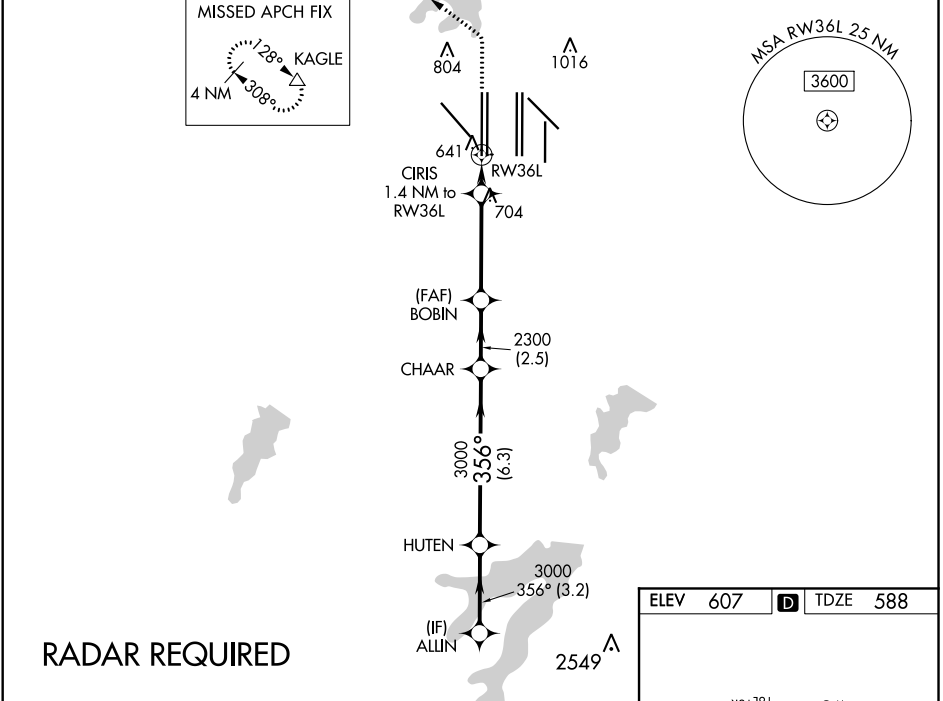 MISSED APCH FIX
128°
KAGLE
4 NM
308°
804
1016
MSA RW36L 25 NM
3600
641
RW36L
CIRIS
1.4 NM to
RW36L
704
(FAF)
BOBIN
2300
(2.5)
CHAAR
3000
356°
(6.3)
HUTEN
3000
356° (3.2)
(IF)
ALLIN
2549
RADAR REQUIRED
ELEV 607 D TDZE 588